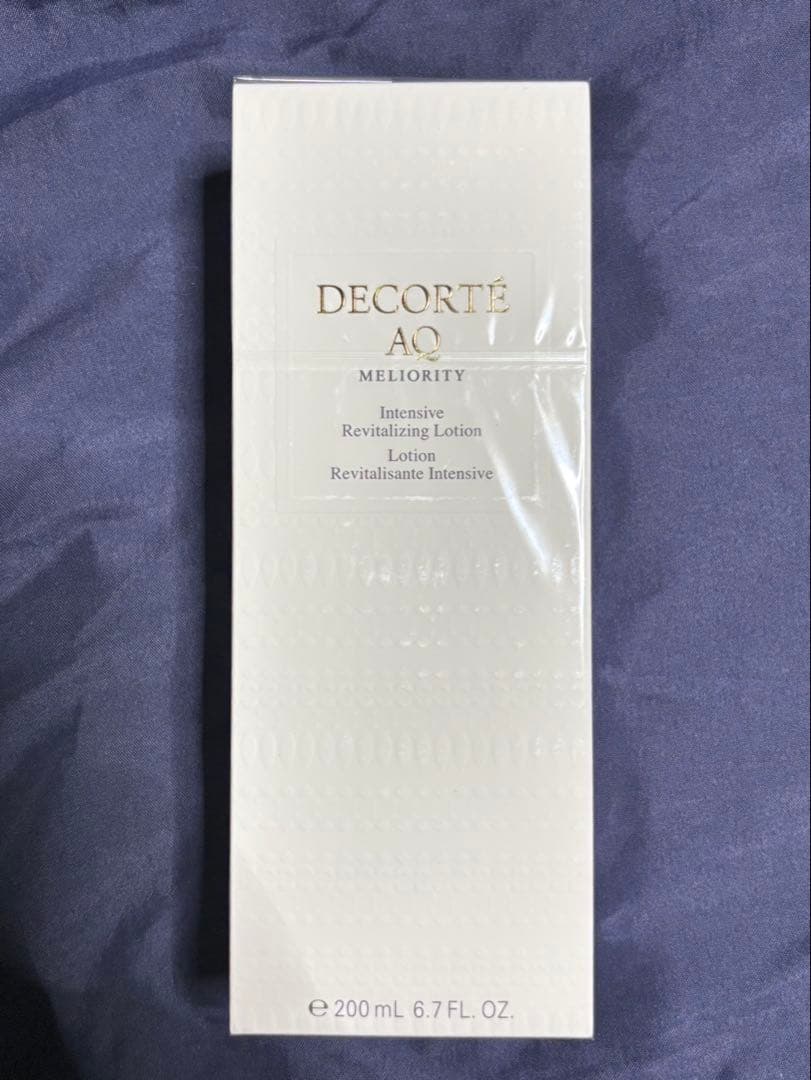 DECORTÉ
AQ
MELIORITY
Intensive
Revitalizing Lotion
Lotion
Revitalisante Intensive
℮ 200 mL 6.7 FL. OZ.